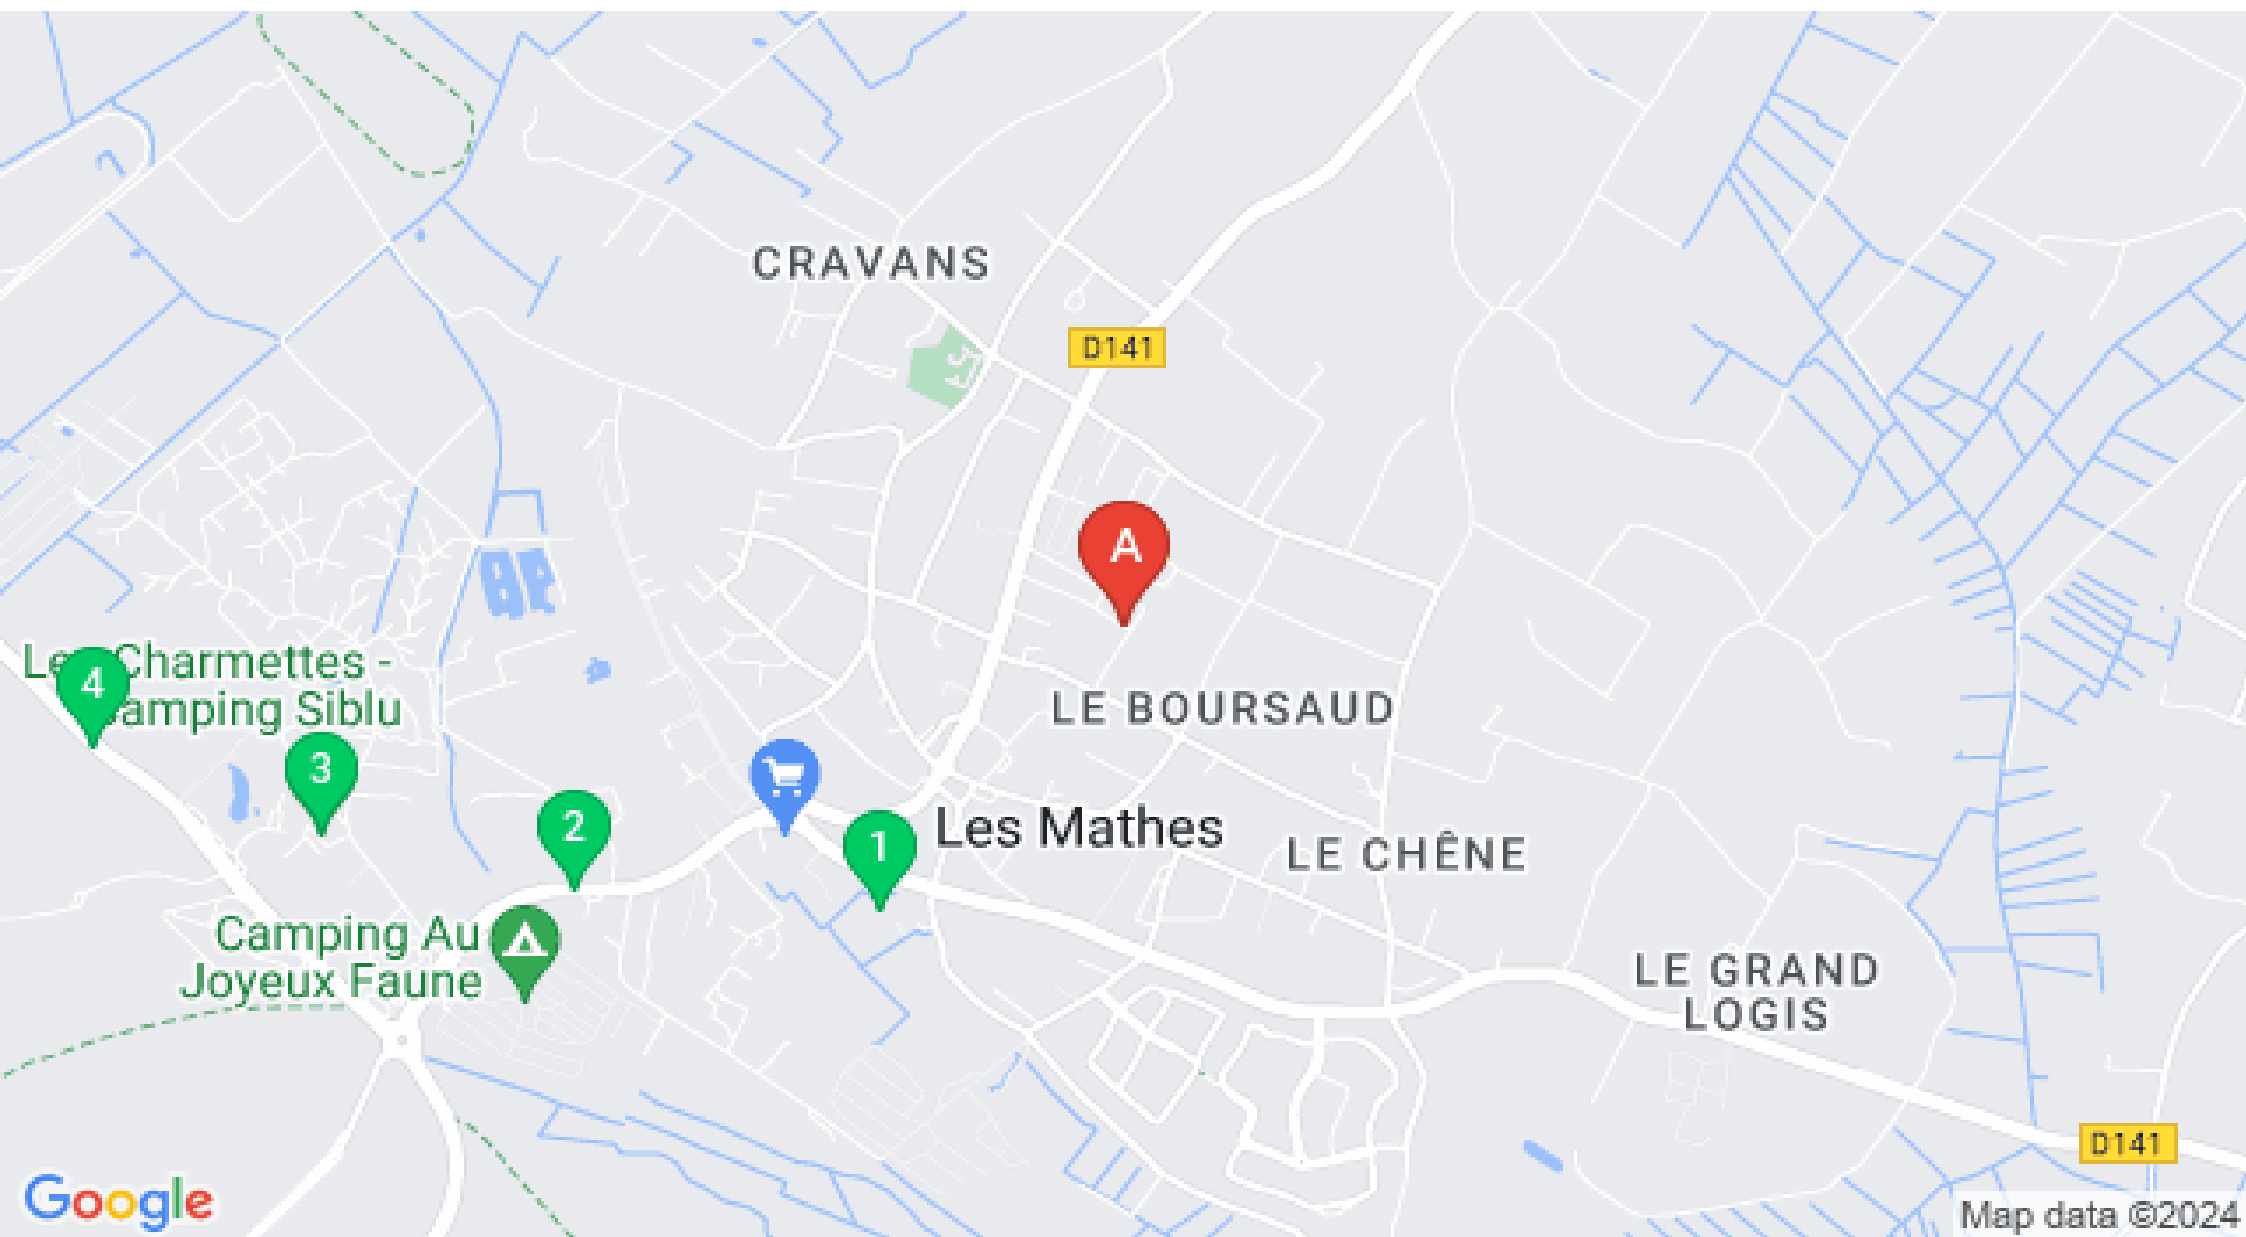 CRAVANS
D141
A
Le Charmettes -
amping Siblu
4
3
2
1
LE BOURSAUD
Les Mathes
LE CHÊNE
Camping Au
Joyeux Faune
LE GRAND
LOGIS
D141
Google
Map data ©2024